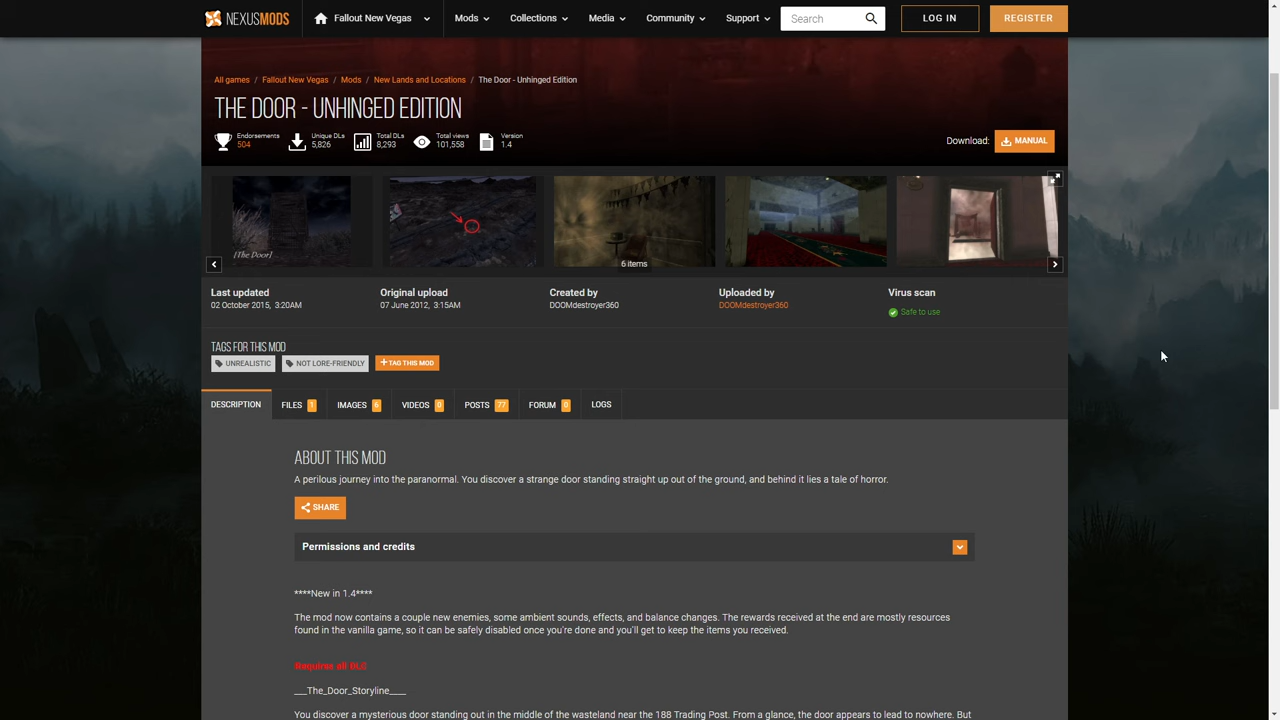 NEXUSMODS Fallout New Vegas Mods Collections Media Community Support Search LOG IN REGISTER
All games / Fallout New Vegas / Mods / New Lands and Locations / The Door - Unhinged Edition
THE DOOR - UNHINGED EDITION
Endorsements Unique DLs Total DLs Total views Version
504 5,826 8,293 101,558 1.4
Download: MANUAL
[The Door]
6 items
Last updated Original upload Created by Uploaded by Virus scan
02 October 2015, 3:20AM 07 June 2012, 3:15AM DOOMdestroyer360 DOOMdestroyer360 Safe to use
TAGS FOR THIS MOD
UNREALISTIC NOT LORE-FRIENDLY +TAG THIS MOD
DESCRIPTION FILES 1 IMAGES 6 VIDEOS 0 POSTS 77 FORUM 0 LOGS
ABOUT THIS MOD
A perilous journey into the paranormal. You discover a strange door standing straight up out of the ground, and behind it lies a tale of horror.
SHARE
Permissions and credits
****New in 1.4****
The mod now contains a couple new enemies, some ambient sounds, effects, and balance changes. The rewards received at the end are mostly resources
found in the vanilla game, so it can be safely disabled once you're done and you'll get to keep the items you received.
Requires all DLC
___The_Door_Storyline____
You discover a mysterious door standing out in the middle of the wasteland near the 188 Trading Post. From a glance, the door appears to lead to nowhere. But